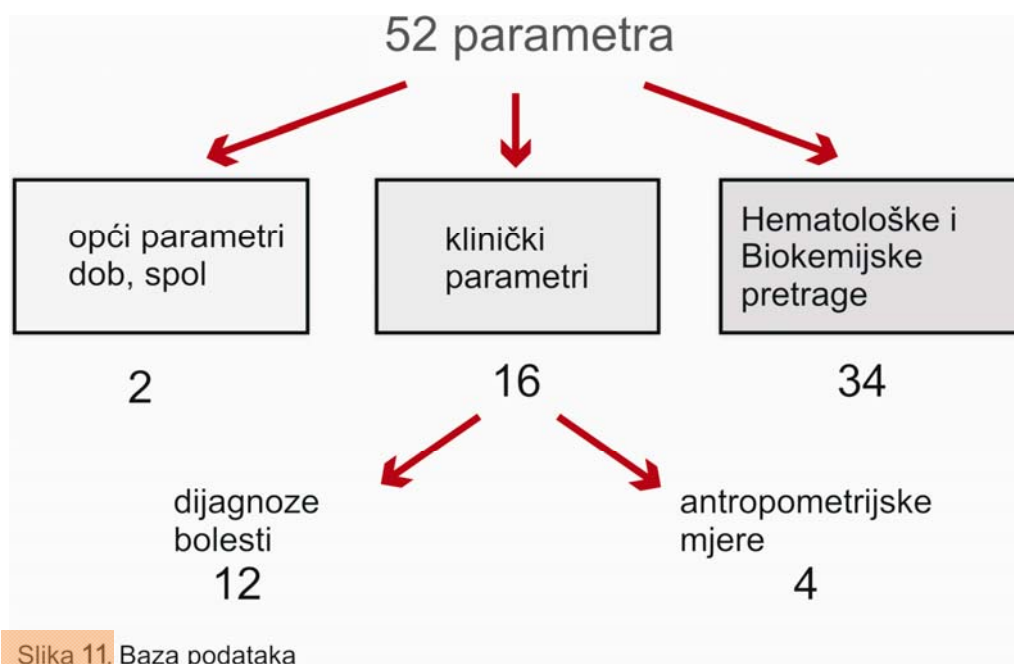 52 parametra
opći parametri
dob, spol
klinički
parametri
Hematološke i
Biokemijske
pretrage
2
16
34
dijagnoze
bolesti
12
antropometrijske
mjere
4
Slika 11. Baza podataka